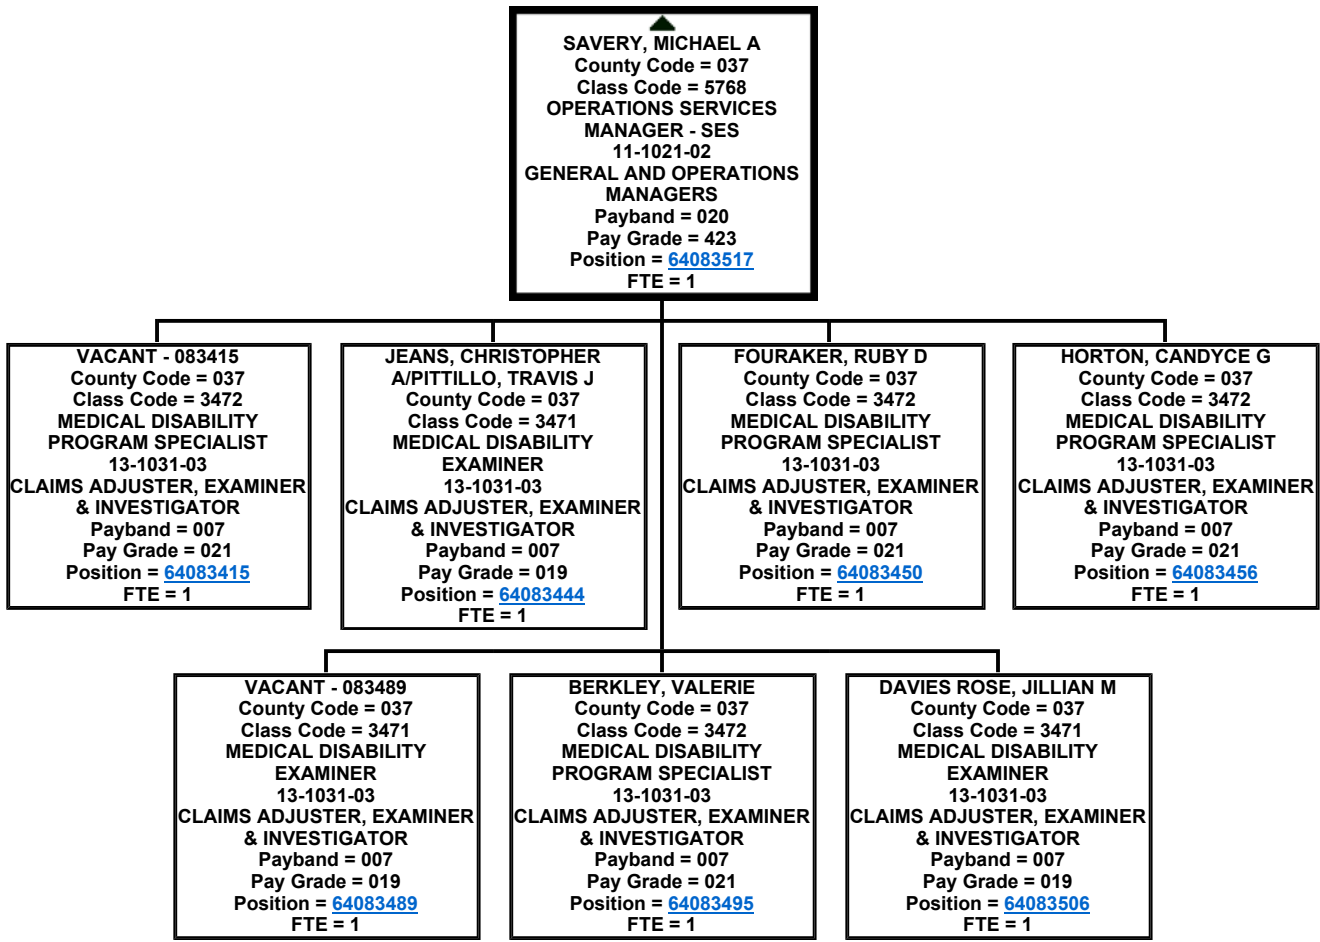 SAVERY, MICHAEL A
County Code = 037
Class Code = 5768
OPERATIONS SERVICES
MANAGER - SES
11-1021-02
GENERAL AND OPERATIONS
MANAGERS
Payband = 020
Pay Grade = 423
Position = 64083517
FTE = 1
VACANT - 083415
County Code = 037
Class Code = 3472
MEDICAL DISABILITY
PROGRAM SPECIALIST
13-1031-03
CLAIMS ADJUSTER, EXAMINER
& INVESTIGATOR
Payband = 007
Pay Grade = 021
Position = 64083415
FTE = 1
JEANS, CHRISTOPHER
A/PITTILLO, TRAVIS J
County Code = 037
Class Code = 3471
MEDICAL DISABILITY
EXAMINER
13-1031-03
CLAIMS ADJUSTER, EXAMINER
& INVESTIGATOR
Payband = 007
Pay Grade = 019
Position = 64083444
FTE = 1
FOURAKER, RUBY D
County Code = 037
Class Code = 3472
MEDICAL DISABILITY
PROGRAM SPECIALIST
13-1031-03
CLAIMS ADJUSTER, EXAMINER
& INVESTIGATOR
Payband = 007
Pay Grade = 021
Position = 64083450
FTE = 1
HORTON, CANDYCE G
County Code = 037
Class Code = 3472
MEDICAL DISABILITY
PROGRAM SPECIALIST
13-1031-03
CLAIMS ADJUSTER, EXAMINER
& INVESTIGATOR
Payband = 007
Pay Grade = 021
Position = 64083456
FTE = 1
VACANT - 083489
County Code = 037
Class Code = 3471
MEDICAL DISABILITY
EXAMINER
13-1031-03
CLAIMS ADJUSTER, EXAMINER
& INVESTIGATOR
Payband = 007
Pay Grade = 019
Position = 64083489
FTE = 1
BERKLEY, VALERIE
County Code = 037
Class Code = 3472
MEDICAL DISABILITY
PROGRAM SPECIALIST
13-1031-03
CLAIMS ADJUSTER, EXAMINER
& INVESTIGATOR
Payband = 007
Pay Grade = 021
Position = 64083495
FTE = 1
DAVIES ROSE, JILLIAN M
County Code = 037
Class Code = 3471
MEDICAL DISABILITY
EXAMINER
13-1031-03
CLAIMS ADJUSTER, EXAMINER
& INVESTIGATOR
Payband = 007
Pay Grade = 019
Position = 64083506
FTE = 1